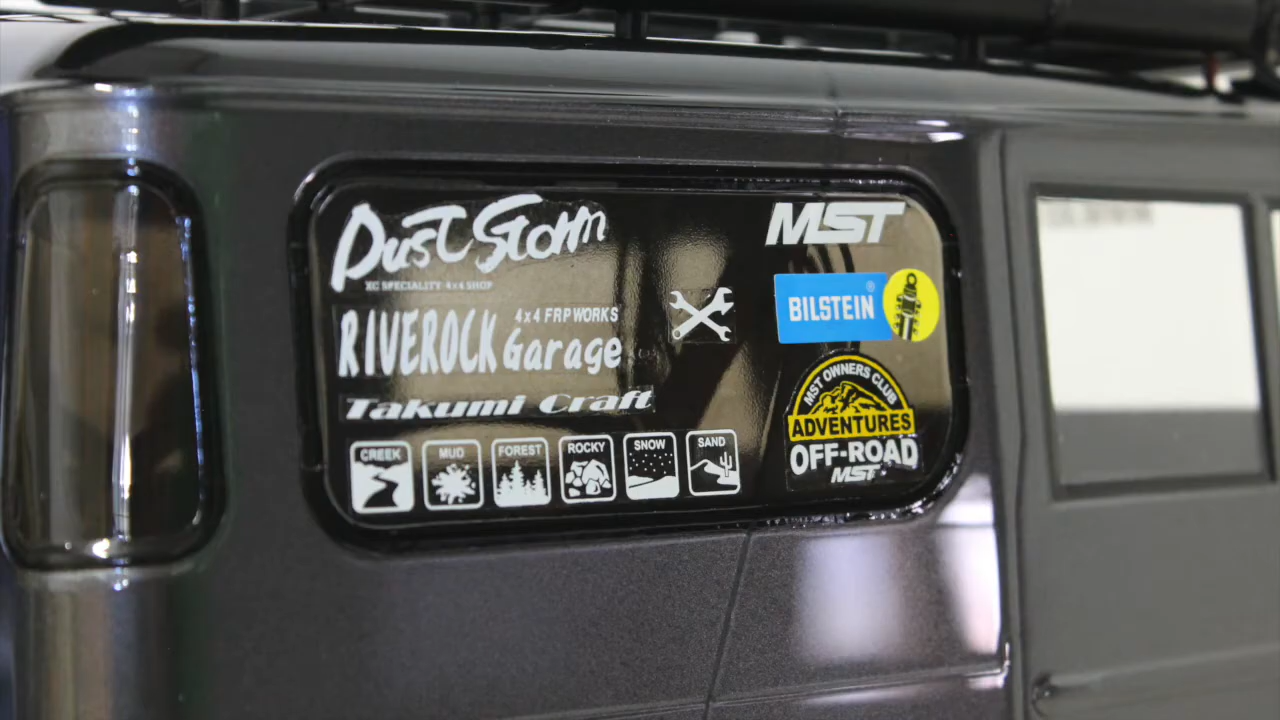 Dust Storm
XC SPECIALITY 4x4 SHOP
4x4 FRP WORKS
RIVEROCK Garage
Takumi Craft
CREEK
MUD
FOREST
ROCKY
SNOW
SAND
MST
BILSTEIN®
MST OWNERS CLUB
ADVENTURES
OFF-ROAD
MST